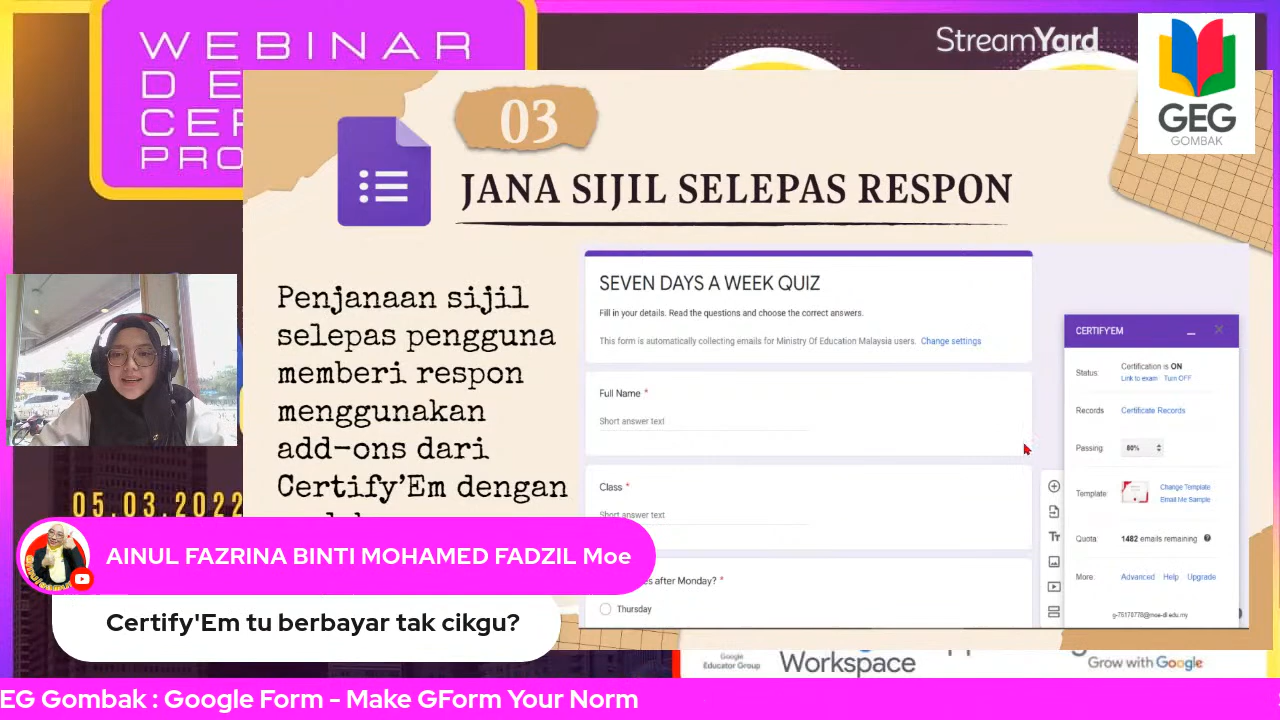 WEBINAR
StreamYard
GEG
GOMBAK
03
JANA SIJIL SELEPAS RESPON
Penjanaan sijil
selepas pengguna
memberi respon
menggunakan
add-ons dari
Certify'Em dengan
SEVEN DAYS A WEEK QUIZ
Fill in your details. Read the questions and choose the correct answers.
This form is automatically collecting emails for Ministry Of Education Malaysia users. Change settings
Full Name *
Short answer text
Class *
Short answer text
after Monday? *
Thursday
CERTIFY'EM
Status: Certification is ON
Link to exam Turn OFF
Records: Certificate Records
Passing: 80%
Template: Change Template
Email Me Sample
Quota: 1482 emails remaining
More: Advanced Help Upgrade
05.03.2022
AINUL FAZRINA BINTI MOHAMED FADZIL Moe
Certify'Em tu berbayar tak cikgu?
Google
Educator Group
Workspace
Grow with Google
EG Gombak : Google Form - Make GForm Your Norm